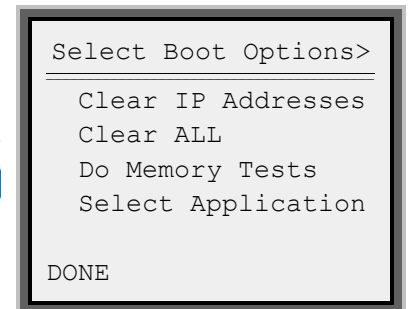 Select Boot Options>
Clear IP Addresses
Clear ALL
Do Memory Tests
Select Application
DONE